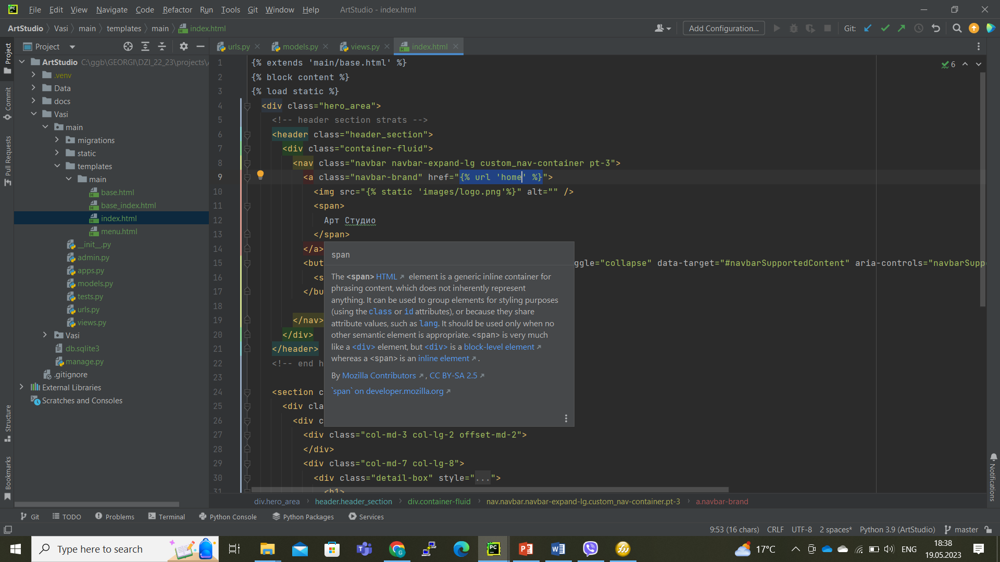 PC File Edit View Navigate Code Refactor Run Tools Git Window Help ArtStudio - index.html
ArtStudio Vasi main templates main index.html Add Configuration... Git:
Project urls.py models.py views.py index.html
Project
Commit
Pull Requests
Structure
Bookmarks
ArtStudio C:\ggb\GEORGI\DZI_22_23\projects\
.venv
Data
docs
Vasi
main
migrations
static
templates
main
base.html
base_index.html
index.html
menu.html
__init__.py
admin.py
apps.py
models.py
tests.py
urls.py
views.py
Vasi
db.sqlite3
manage.py
.gitignore
External Libraries
Scratches and Consoles
6
1 {% extends 'main/base.html' %}
2 {% block content %}
3 {% load static %}
4 <div class="hero_area">
5 <!-- header section strats -->
6 <header class="header_section">
7 <div class="container-fluid">
8 <nav class="navbar navbar-expand-lg custom_nav-container pt-3">
9 <a class="navbar-brand" href="{% url 'home' %}">
10 <img src="{% static 'images/logo.png'%}" alt="" />
11 <span>
12 Арт Студио
13 </span>
14 </a>
15 <but ggle="collapse" data-target="#navbarSupportedContent" aria-controls="navbarSupp
16 <s
17 </bu
18
19 </nav>
20 </div>
21 </header>
22 <!-- end h
23
24 <section c
25 <div cla
26 <div c
27 <div class="col-md-3 col-lg-2 offset-md-2">
28 </div>
29 <div class="col-md-7 col-lg-8">
30 <div class="detail-box" style="...">
31 <h1>
span
The <span> HTML element is a generic inline container for
phrasing content, which does not inherently represent
anything. It can be used to group elements for styling purposes
(using the class or id attributes), or because they share
attribute values, such as lang. It should be used only when no
other semantic element is appropriate. <span> is very much
like a <div> element, but <div> is a block-level element
whereas a <span> is an inline element .
By Mozilla Contributors , CC BY-SA 2.5
`span` on developer.mozilla.org
Notifications
div.hero_area header.header_section div.container-fluid nav.navbar.navbar-expand-lg.custom_nav-container.pt-3 a.navbar-brand
Git TODO Problems Terminal Python Console Python Packages Services
9:53 (16 chars) CRLF UTF-8 2 spaces* Python 3.9 (ArtStudio) master
Type here to search 17°C ENG 18:38
19.05.2023